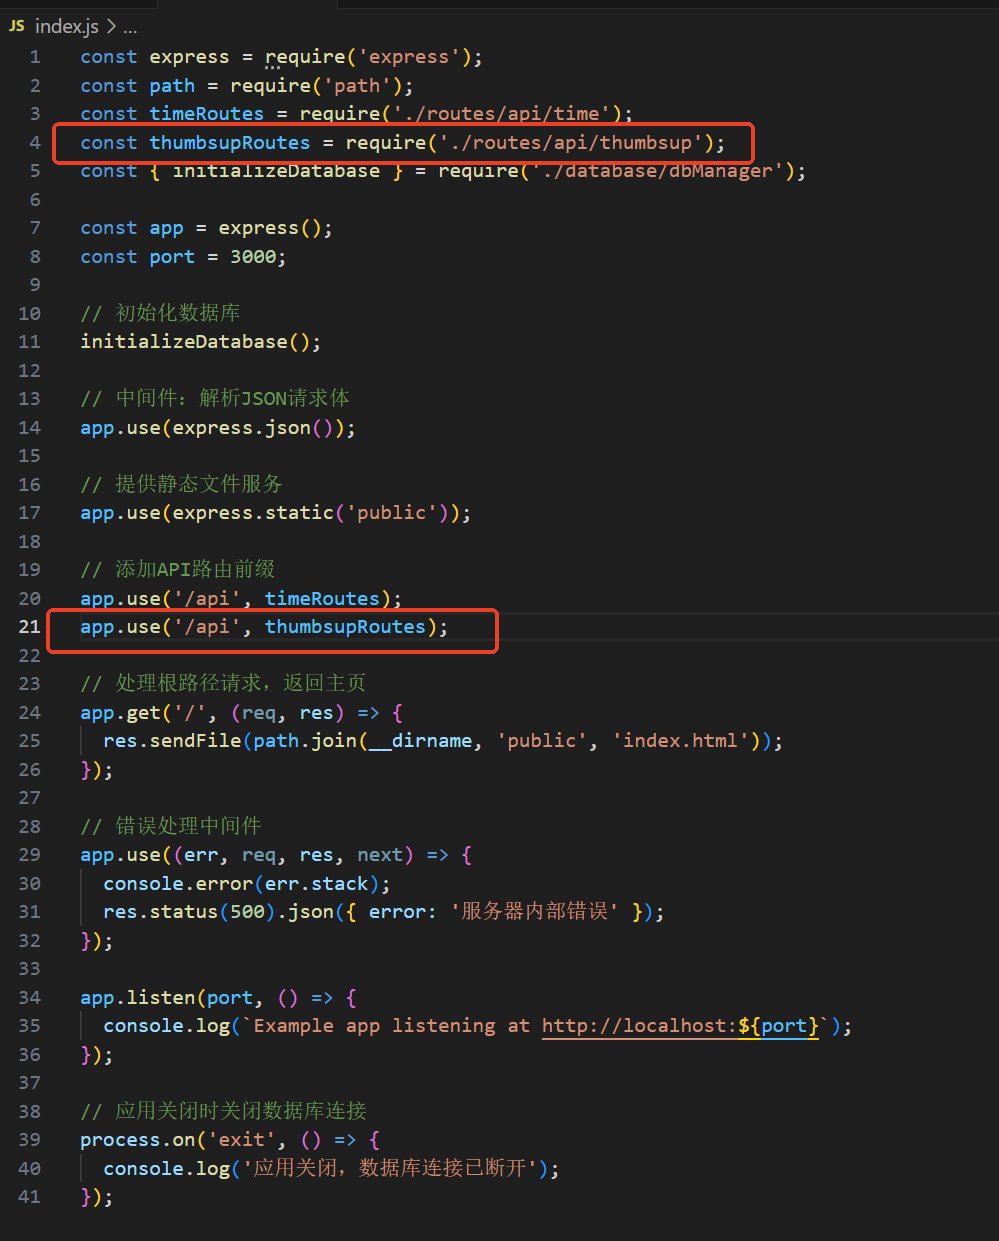 JS index.js > ...
1 const express = require('express');
2 const path = require('path');
3 const timeRoutes = require('./routes/api/time');
4 const thumbsupRoutes = require('./routes/api/thumbsup');
5 const { initializeDatabase } = require('./database/dbManager');
6
7 const app = express();
8 const port = 3000;
9
10 // 初始化数据库
11 initializeDatabase();
12
13 // 中间件：解析JSON请求体
14 app.use(express.json());
15
16 // 提供静态文件服务
17 app.use(express.static('public'));
18
19 // 添加API路由前缀
20 app.use('/api', timeRoutes);
21 app.use('/api', thumbsupRoutes);
22
23 // 处理根路径请求，返回主页
24 app.get('/', (req, res) => {
25   res.sendFile(path.join(__dirname, 'public', 'index.html'));
26 });
27
28 // 错误处理中间件
29 app.use((err, req, res, next) => {
30   console.error(err.stack);
31   res.status(500).json({ error: '服务器内部错误' });
32 });
33
34 app.listen(port, () => {
35   console.log(`Example app listening at http://localhost:${port}`);
36 });
37
38 // 应用关闭时关闭数据库连接
39 process.on('exit', () => {
40   console.log('应用关闭，数据库连接已断开');
41 });